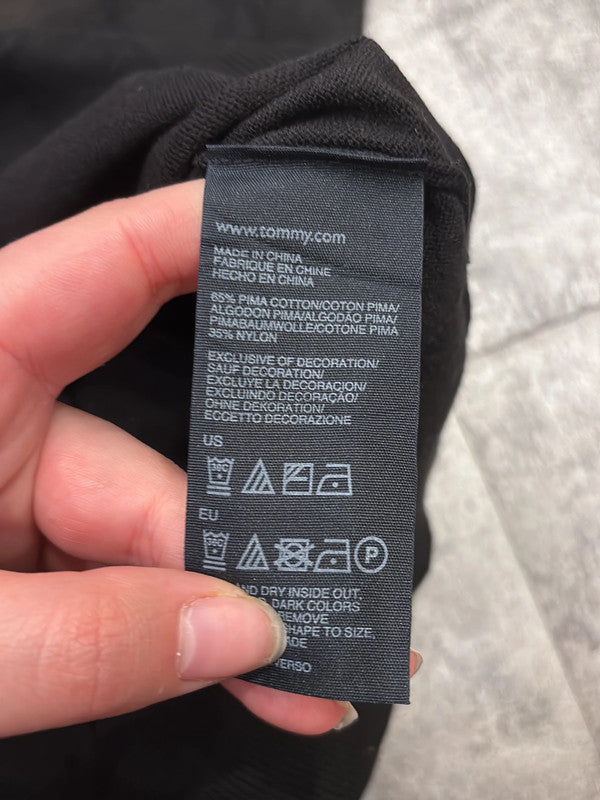 www.tommy.com
MADE IN CHINA
FABRIQUE EN CHINE
HECHO EN CHINA
65% PIMA COTTON/COTON PIMA/
ALGODON PIMA/ALGODÃO PIMA/
PIMABAUMWOLLE/COTONE PIMA
35% NYLON
EXCLUSIVE OF DECORATION/
SAUF DECORATION/
EXCLUYE LA DECORACION/
EXCLUINDO DECORAÇÃO/
OHNE DEKORATION/
ECCETTO DECORAZIONE
US
EU
P
AND DRY INSIDE OUT.
DARK COLORS
REMOVE
SHAPE TO SIZE,